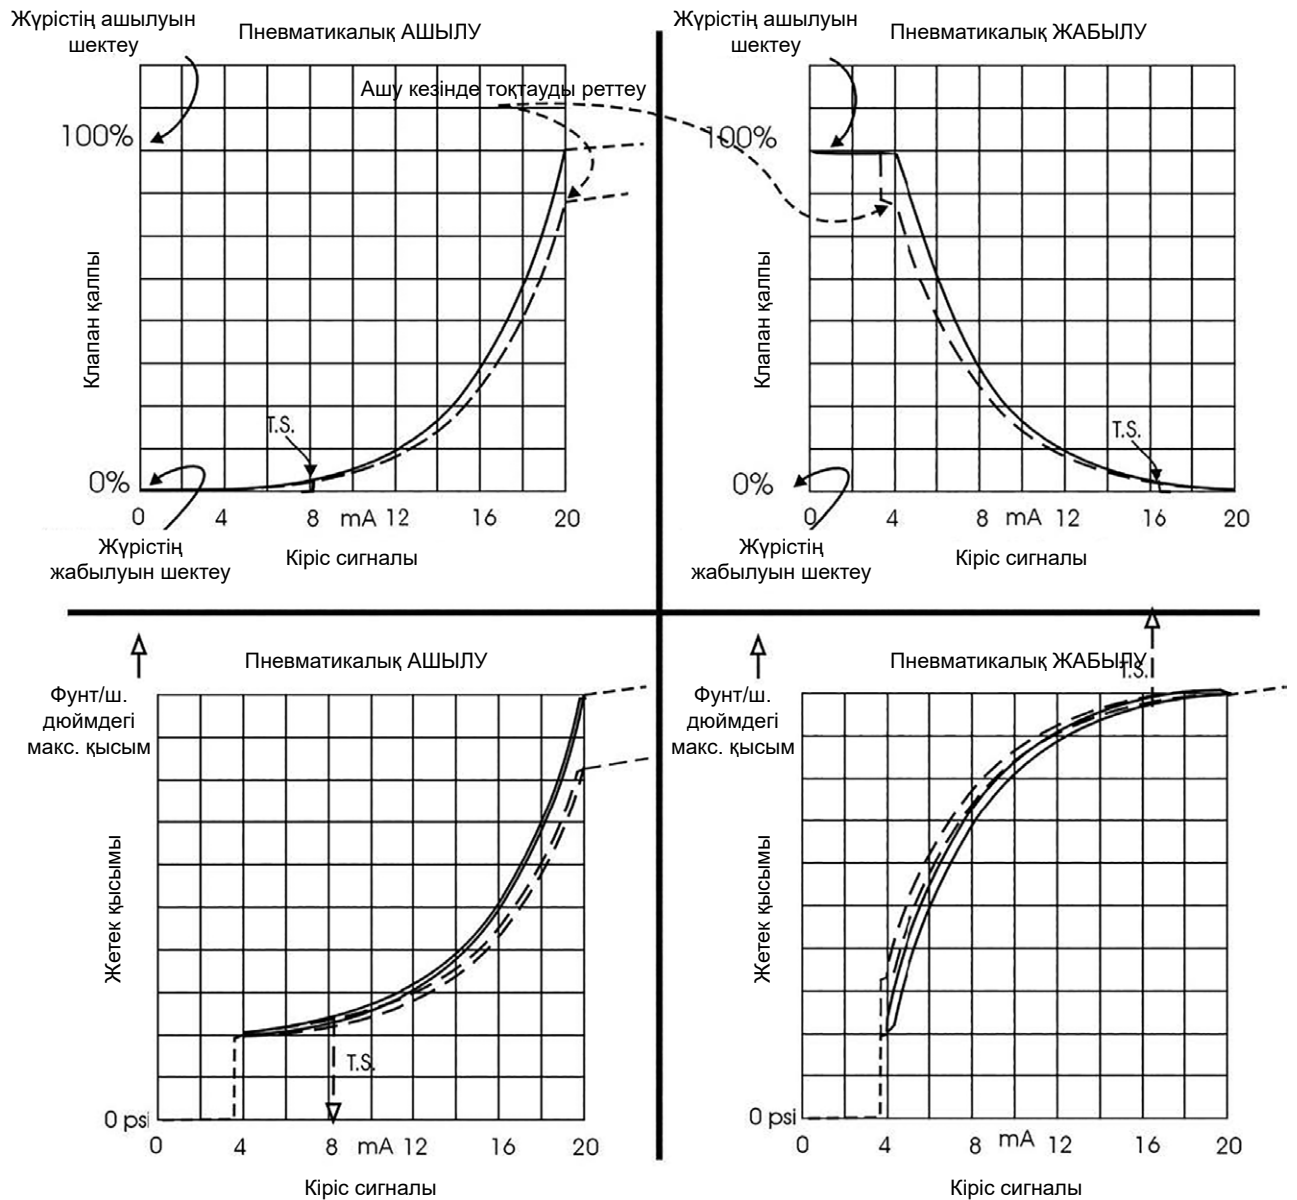 Жүрістің ашылуын
шектеу
Пневматикалық АШЫЛУ
Ашу кезінде тоқтауды реттеу
100%
Клапан қалпы
T.S.
0%
0 4 8 mA 12 16 20
Жүрістің
жабылуын шектеу
Кіріс сигналы
Жүрістің ашылуын
шектеу
Пневматикалық ЖАБЫЛУ
100%
Клапан қалпы
T.S.
0%
0 4 8 mA 12 16 20
Жүрістің
жабылуын шектеу
Кіріс сигналы
Пневматикалық АШЫЛУ
Фунт/ш.
дюймдегі
макс. қысым
Жетек қысымы
T.S.
0 psi
0 4 8 mA 12 16 20
Кіріс сигналы
Пневматикалық ЖАБЫЛУ
T.S.
Фунт/ш.
дюймдегі
макс. қысым
Жетек қысымы
0 psi
0 4 8 mA 12 16 20
Кіріс сигналы